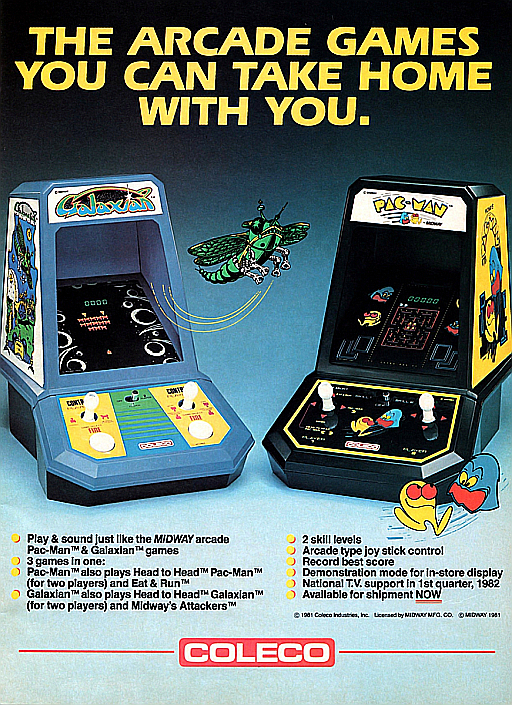 THE ARCADE GAMES
YOU CAN TAKE HOME
WITH YOU.
Galaxian
PAC-MAN
MIDWAY
COLECO
COLECO
Play & sound just like the MIDWAY arcade
Pac-Man™ & Galaxian™ games
3 games in one:
Pac-Man™ also plays Head to Head™ Pac-Man™
(for two players) and Eat & Run™
Galaxian™ also plays Head to Head™ Galaxian™
(for two players) and Midway's Attackers™
2 skill levels
Arcade type joy stick control
Record best score
Demonstration mode for in-store display
National T.V. support in 1st quarter, 1982
Available for shipment NOW
© 1981 Coleco Industries, Inc. Licensed by MIDWAY MFG. CO. © MIDWAY 1981
COLECO